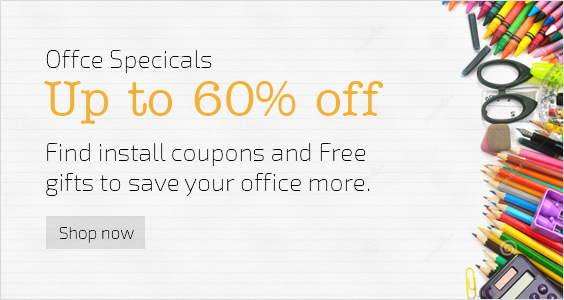 Offce Specicals
Up to 60% off
Find install coupons and Free
gifts to save your office more.
Shop now